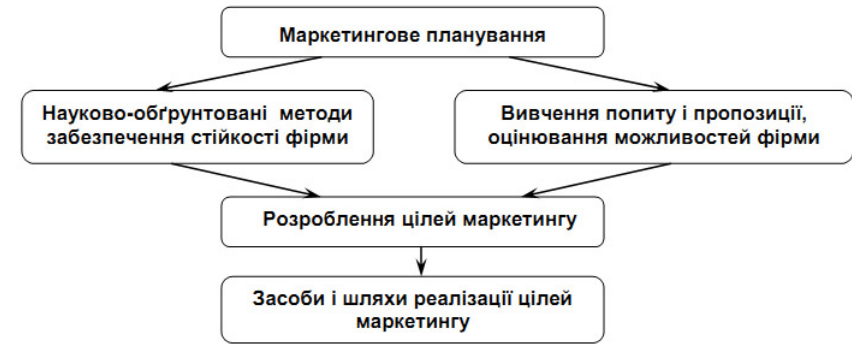 Маркетингове планування
Науково-обґрунтовані методи
забезпечення стійкості фірми
Вивчення попиту і пропозиції,
оцінювання можливостей фірми
Розроблення цілей маркетингу
Засоби і шляхи реалізації цілей
маркетингу